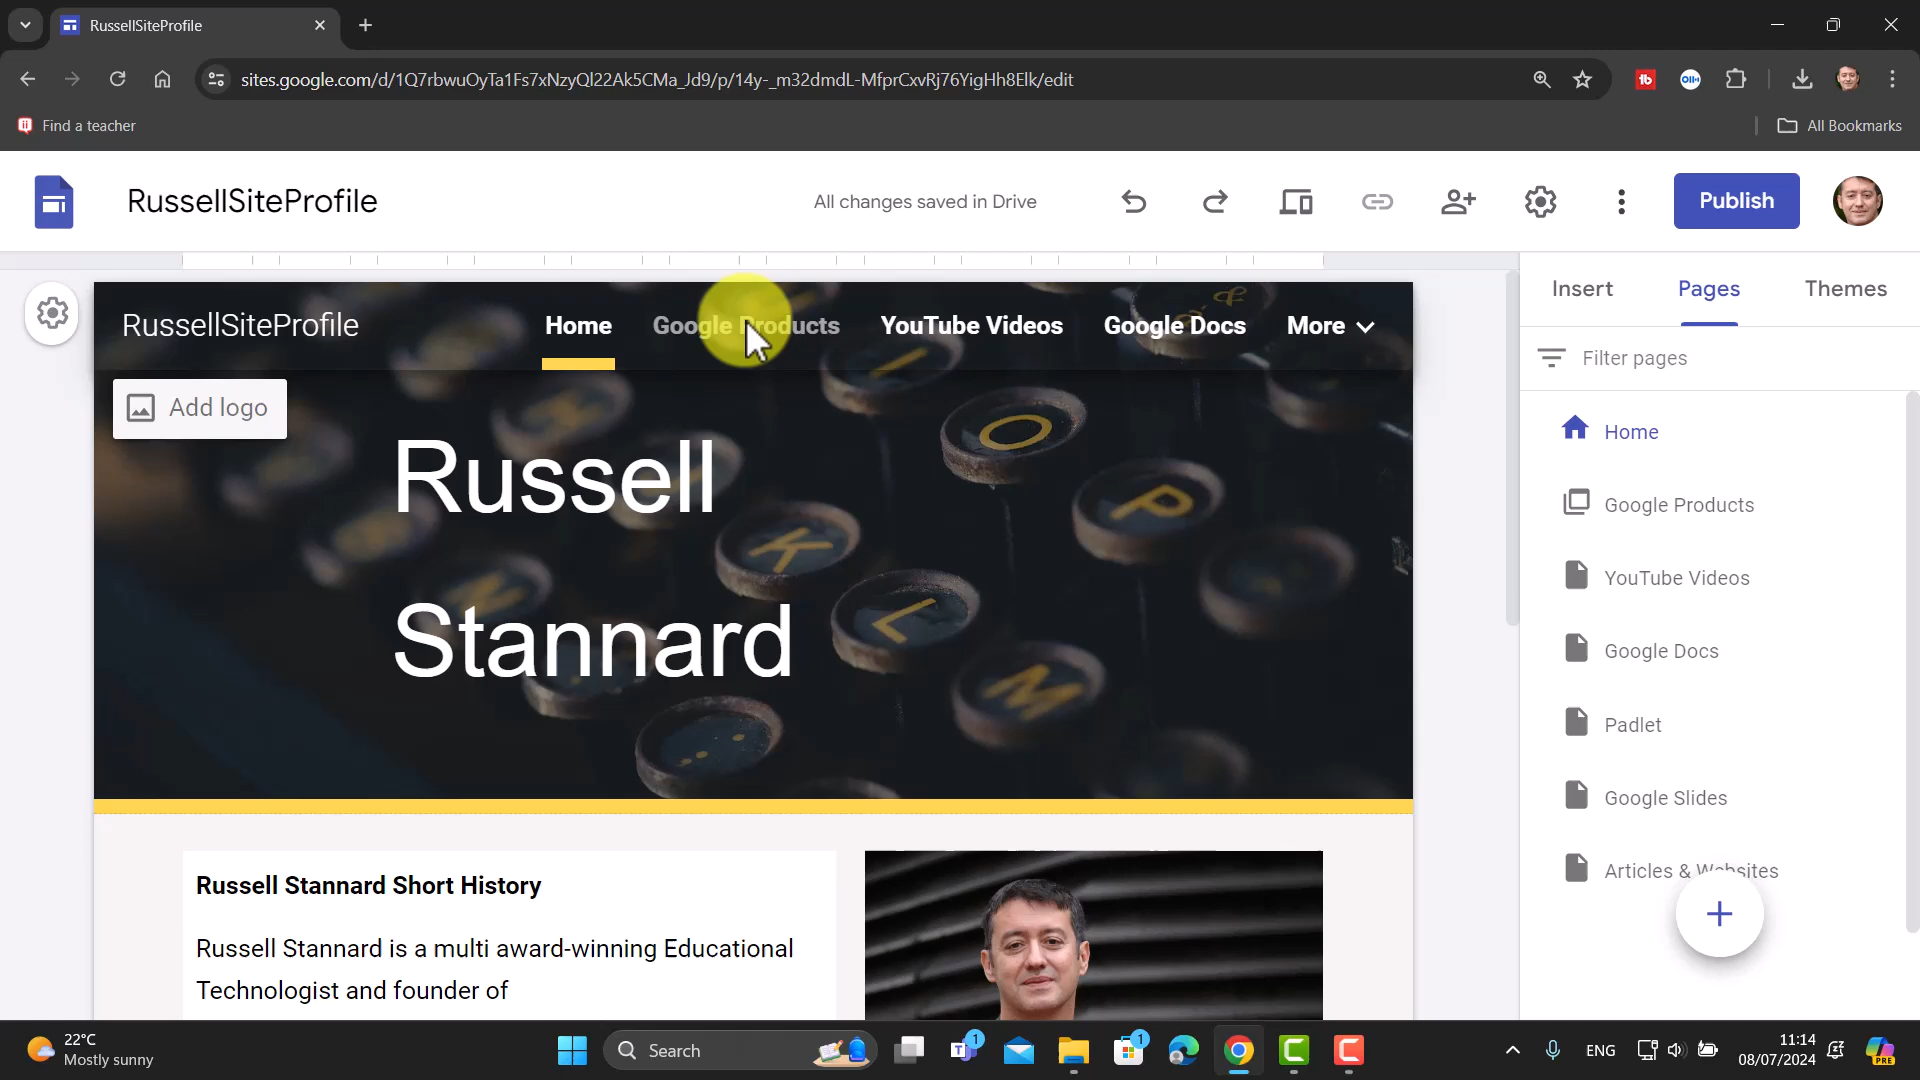 RussellSiteProfile
sites.google.com/d/1Q7rbwuOyTa1Fs7xNzyQl22Ak5CMa_Jd9/p/14y-_m32dmdL-MfprCxvRj76YigHh8Elk/edit
Find a teacher
All Bookmarks
RussellSiteProfile
All changes saved in Drive
Publish
RussellSiteProfile
Home
Google Products
YouTube Videos
Google Docs
More
Add logo
Russell
Stannard
Russell Stannard Short History
Russell Stannard is a multi award-winning Educational
Technologist and founder of
Insert
Pages
Themes
Filter pages
Home
Google Products
YouTube Videos
Google Docs
Padlet
Google Slides
Articles & Websites
22°C
Mostly sunny
Search
1
1
ENG
11:14
08/07/2024
PRE